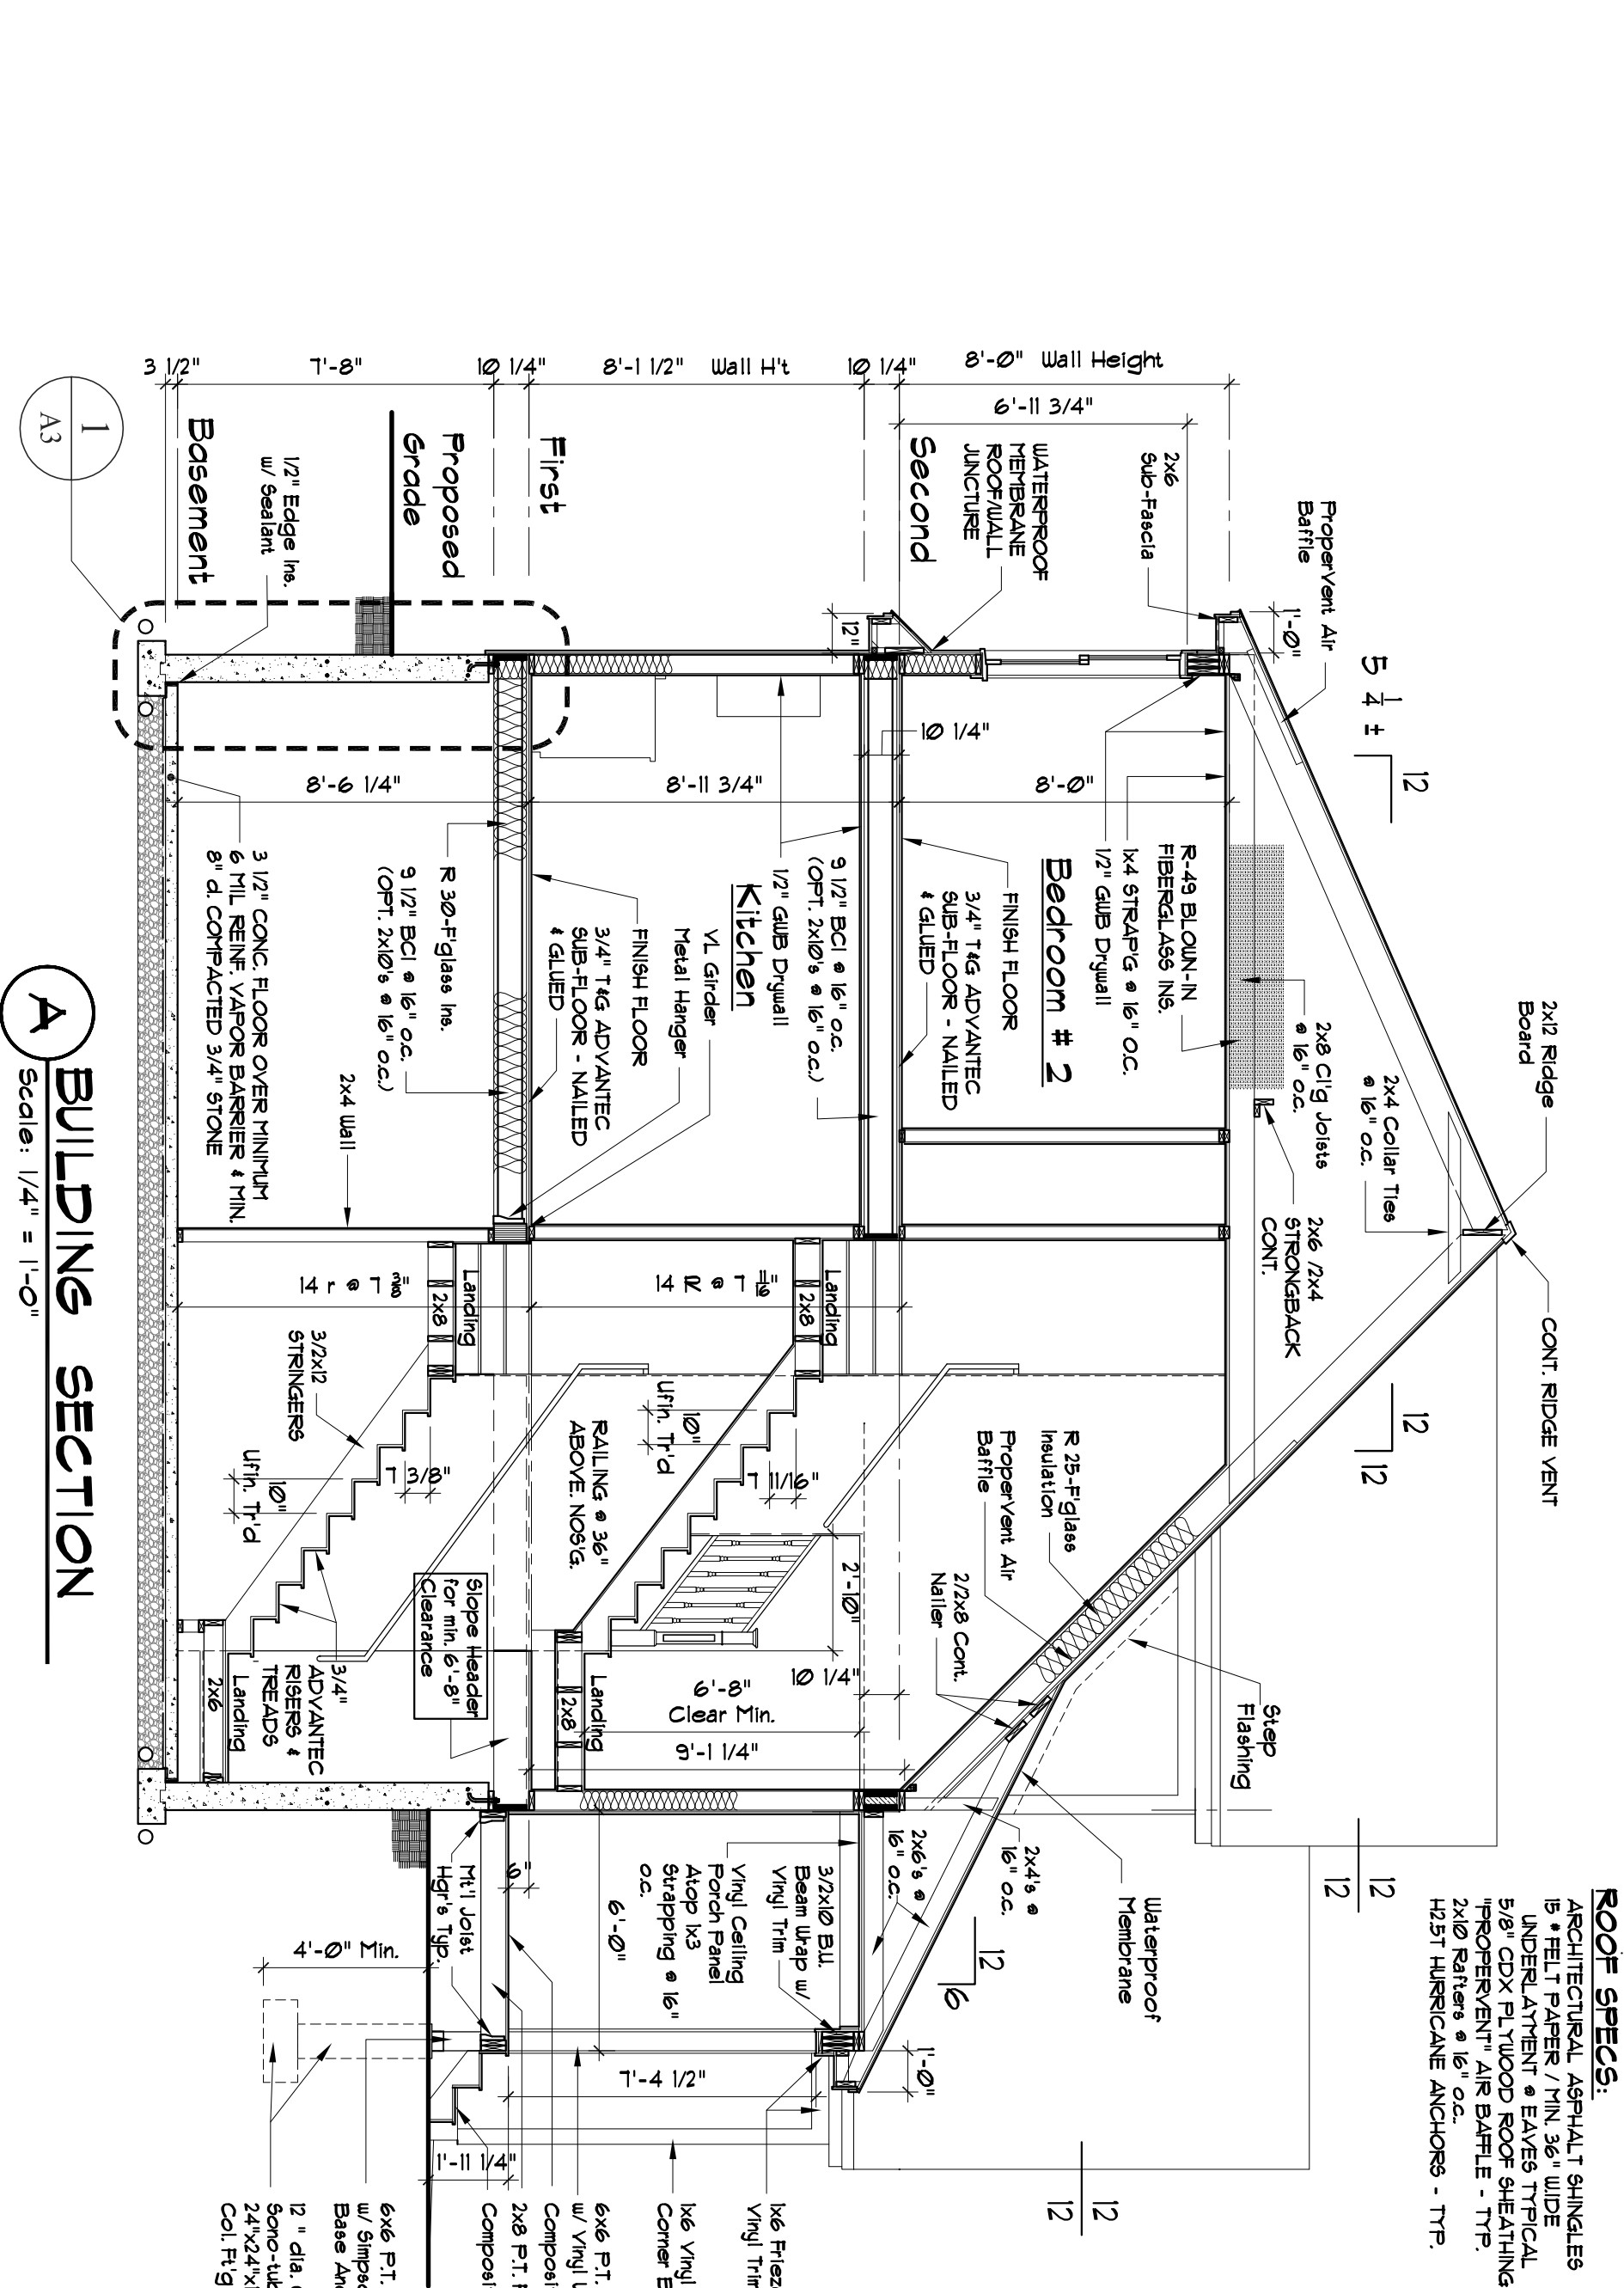 ROOF SPECS:
ARCHITECTURAL ASPHALT SHINGLES
15 # FELT PAPER / MIN. 36" WIDE
UNDERLAYMENT @ EAVES TYPICAL
5/8" CDX PLYWOOD ROOF SHEATHING
"PROPERVENT" AIR BAFFLE - TYP.
2x10 Rafters @ 16" o.c.
H2.5T HURRICANE ANCHORS - TYP.
2x12 Ridge
Board
CONT. RIDGE VENT
5 1/4 ±
12
12
12
12
12
12
12
12
6
ProperVent Air
Baffle
2x4 Collar Ties
@ 16" o.c.
2x8 Cl'g Joists
@ 16" o.c.
2x6 /2x4
STRONGBACK
CONT.
1'-0"
2x6
Sub-Fascia
R-49 BLOWN-IN
FIBERGLASS INS.
1x4 STRAP'G @ 16" O.C.
1/2" GWB Drywall
Step
Flashing
Waterproof
Membrane
8'-0" Wall Height
6'-11 3/4"
8'-0"
WATERPROOF
MEMBRANE
ROOF/WALL
JUNCTURE
Bedroom # 2
R 25-F'glass
Insulation
ProperVent Air
Baffle
2/2x8 Cont.
Nailer
2x4's @
16" o.c.
2x6's @
16" o.c.
FINISH FLOOR
3/4" T&G ADVANTEC
SUB-FLOOR - NAILED
& GLUED
Second
10 1/4"
10 1/4"
10 1/4"
12"
1'-0"
9 1/2" BCI @ 16" o.c.
(OPT. 2x10's @ 16" o.c.)
1/2" GWB Drywall
Kitchen
8'-1 1/2" Wall H't
8'-11 3/4"
Landing
2x8
14 R @ 7 11/16"
2'-10"
6'-8"
Clear Min.
9'-1 1/4"
7 11/16"
10"
Ufin. Tr'd
RAILING @ 36"
ABOVE. NOS'G.
Landing
2x8
VL Girder
Metal Hanger
FINISH FLOOR
3/4" T&G ADVANTEC
SUB-FLOOR - NAILED
& GLUED
3/2x10 B.U.
Beam Wrap w/
Vinyl Trim
Vinyl Ceiling
Porch Panel
Atop 1x3
Strapping @ 16"
o.c.
6'-0"
7'-4 1/2"
6"
1x6 Vinyl
6x6 P.T.
2x8 P.T.
First
10 1/4"
Proposed
Grade
R 30-F'glass Ins.
9 1/2" BCI @ 16" o.c.
(OPT. 2x10's @ 16" o.c.)
Landing
2x8
Slope Header
for min. 6'-8"
Clearance
Mt'l Joist
Hgr's Typ.
1'-11 1/4"
4'-0" Min.
6x6 P.T.
12 " dia.
Col. Ft'g
7'-8"
8'-6 1/4"
14 r @ 7 3/8"
7 3/8"
10"
Ufin. Tr'd
3/2x12
STRINGERS
3/4"
ADVANTEC
RISERS &
TREADS
Landing
2x6
2x4 Wall
1/2" Edge Ins.
w/ Sealant
3 1/2" CONC. FLOOR OVER MINIMUM
6 MIL REINF. VAPOR BARRIER & MIN.
8" d. COMPACTED 3/4" STONE
Basement
3 1/2"
1
A3
A
BUILDING SECTION
Scale: 1/4" = 1'-0"